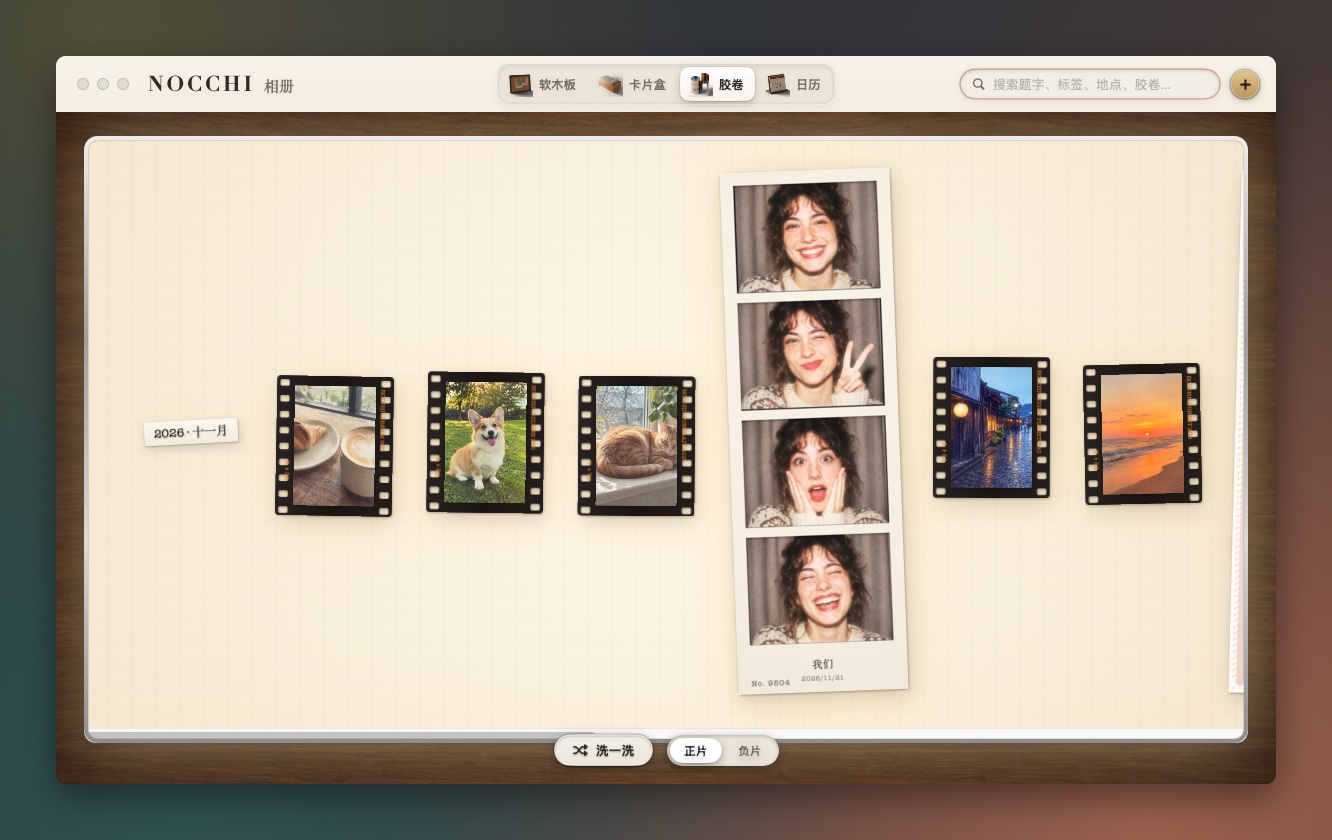 NOCCHI 相册
软木板
卡片盒
胶卷
日历
搜索题字、标签、地点、胶卷...
2026·十一月
我们
2026/11/21
No. 9804
洗一洗
正片
负片